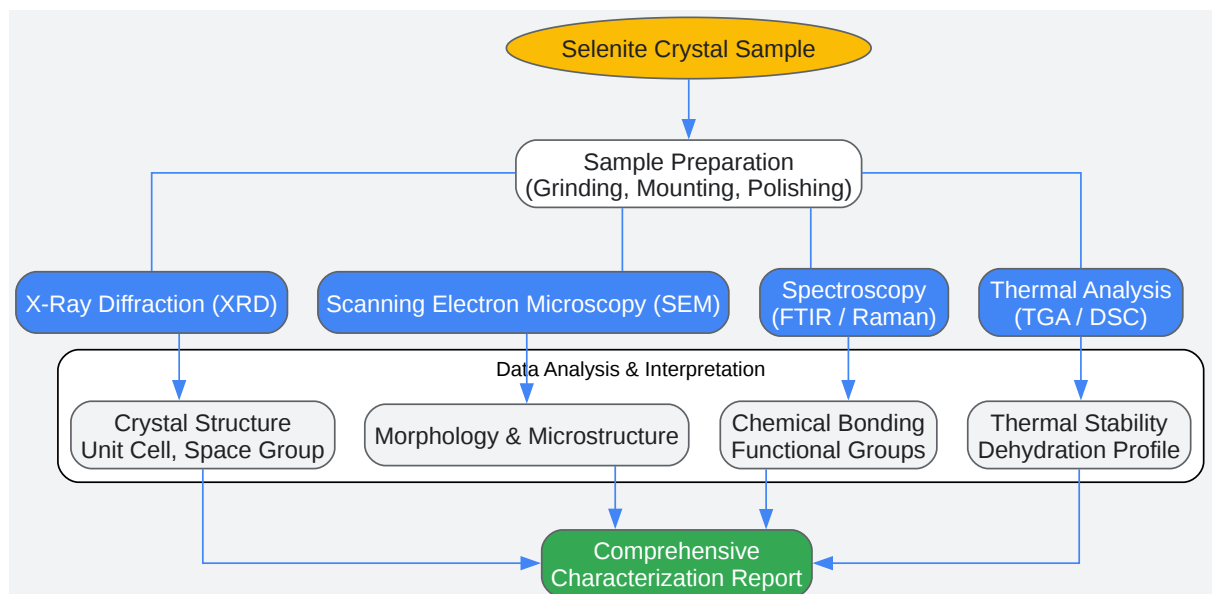 Selenite Crystal Sample
Sample Preparation
(Grinding, Mounting, Polishing)
X-Ray Diffraction (XRD)
Scanning Electron Microscopy (SEM)
Spectroscopy
(FTIR / Raman)
Thermal Analysis
(TGA / DSC)
Data Analysis & Interpretation
Crystal Structure
Unit Cell, Space Group
Morphology & Microstructure
Chemical Bonding
Functional Groups
Thermal Stability
Dehydration Profile
Comprehensive
Characterization Report